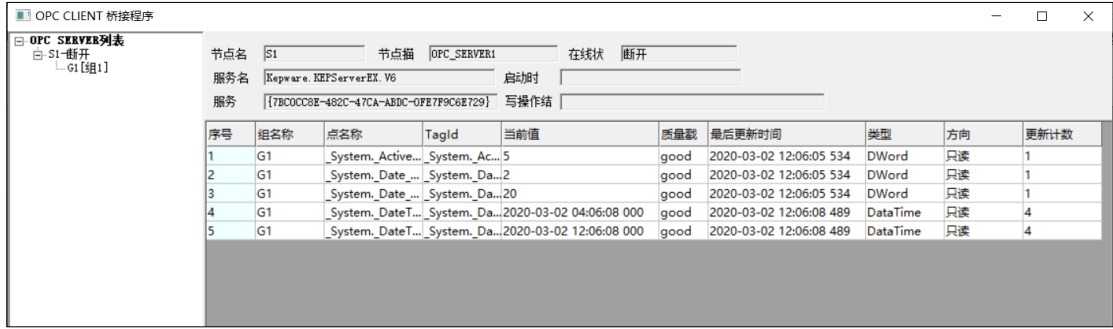 OPC CLIENT 桥接程序
OPC SERVER列表
S1-断开
G1[组1]
节点名 S1 节点描 OPC_SERVER1 在线状 断开
服务名 Kepware.KEPServerEX.V6 启动时
服务 {7BC0CC8E-482C-47CA-ABDC-0FE7F9C6E729} 写操作结
序号 组名称 点名称 TagId 当前值 质量戳 最后更新时间 类型 方向 更新计数
1 G1 _System._Active... _System._Ac... 5 good 2020-03-02 12:06:05 534 DWord 只读 1
2 G1 _System._Date_... _System._Da... 2 good 2020-03-02 12:06:05 534 DWord 只读 1
3 G1 _System._Date_... _System._Da... 20 good 2020-03-02 12:06:05 534 DWord 只读 1
4 G1 _System._DateT... _System._Da... 2020-03-02 04:06:08 000 good 2020-03-02 12:06:08 489 DataTime 只读 4
5 G1 _System._DateT... _System._Da... 2020-03-02 12:06:08 000 good 2020-03-02 12:06:08 489 DataTime 只读 4